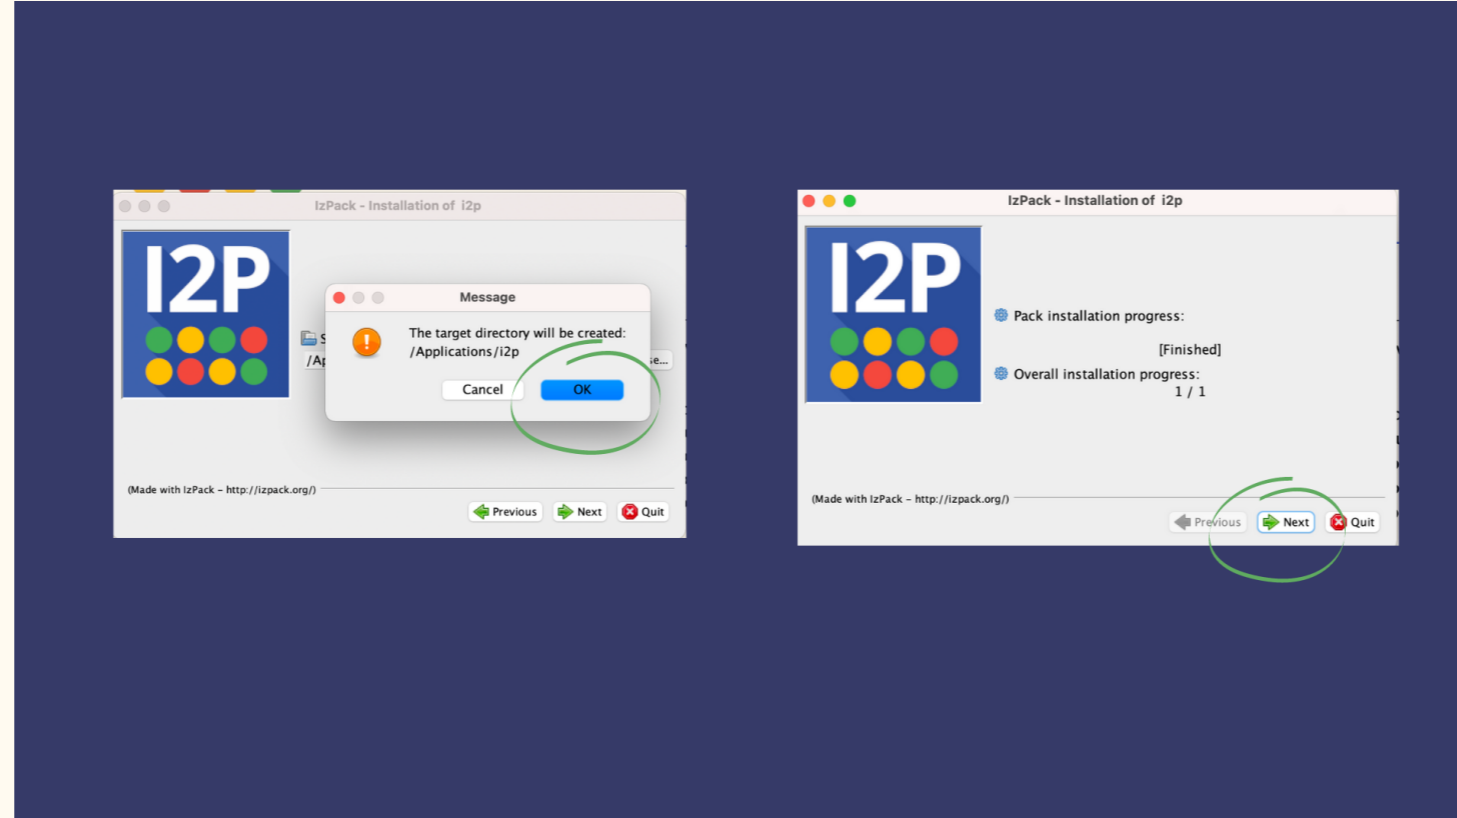 IzPack - Installation of i2p
I2P
Message
The target directory will be created:
/Applications/i2p
S
/Ap
se...
Cancel
OK
(Made with IzPack - http://izpack.org/)
Previous
Next
Quit
IzPack - Installation of i2p
I2P
Pack installation progress:
[Finished]
Overall installation progress:
1 / 1
(Made with IzPack - http://izpack.org/)
Previous
Next
Quit